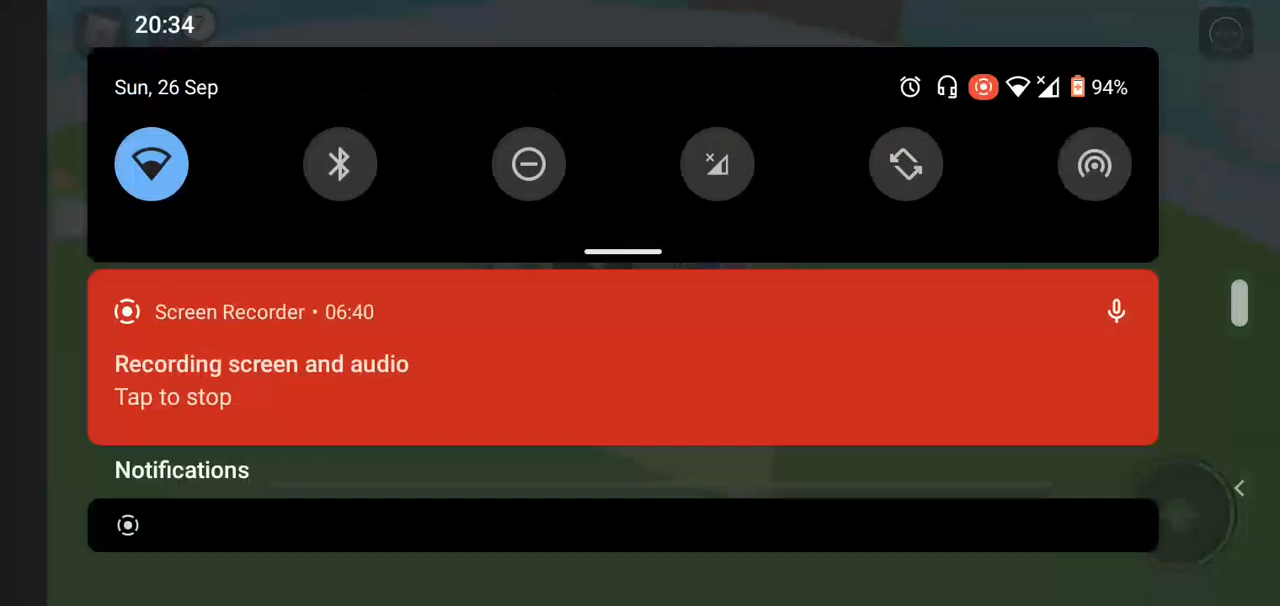 20:34
Sun, 26 Sep
94%
Screen Recorder • 06:40
Recording screen and audio
Tap to stop
Notifications